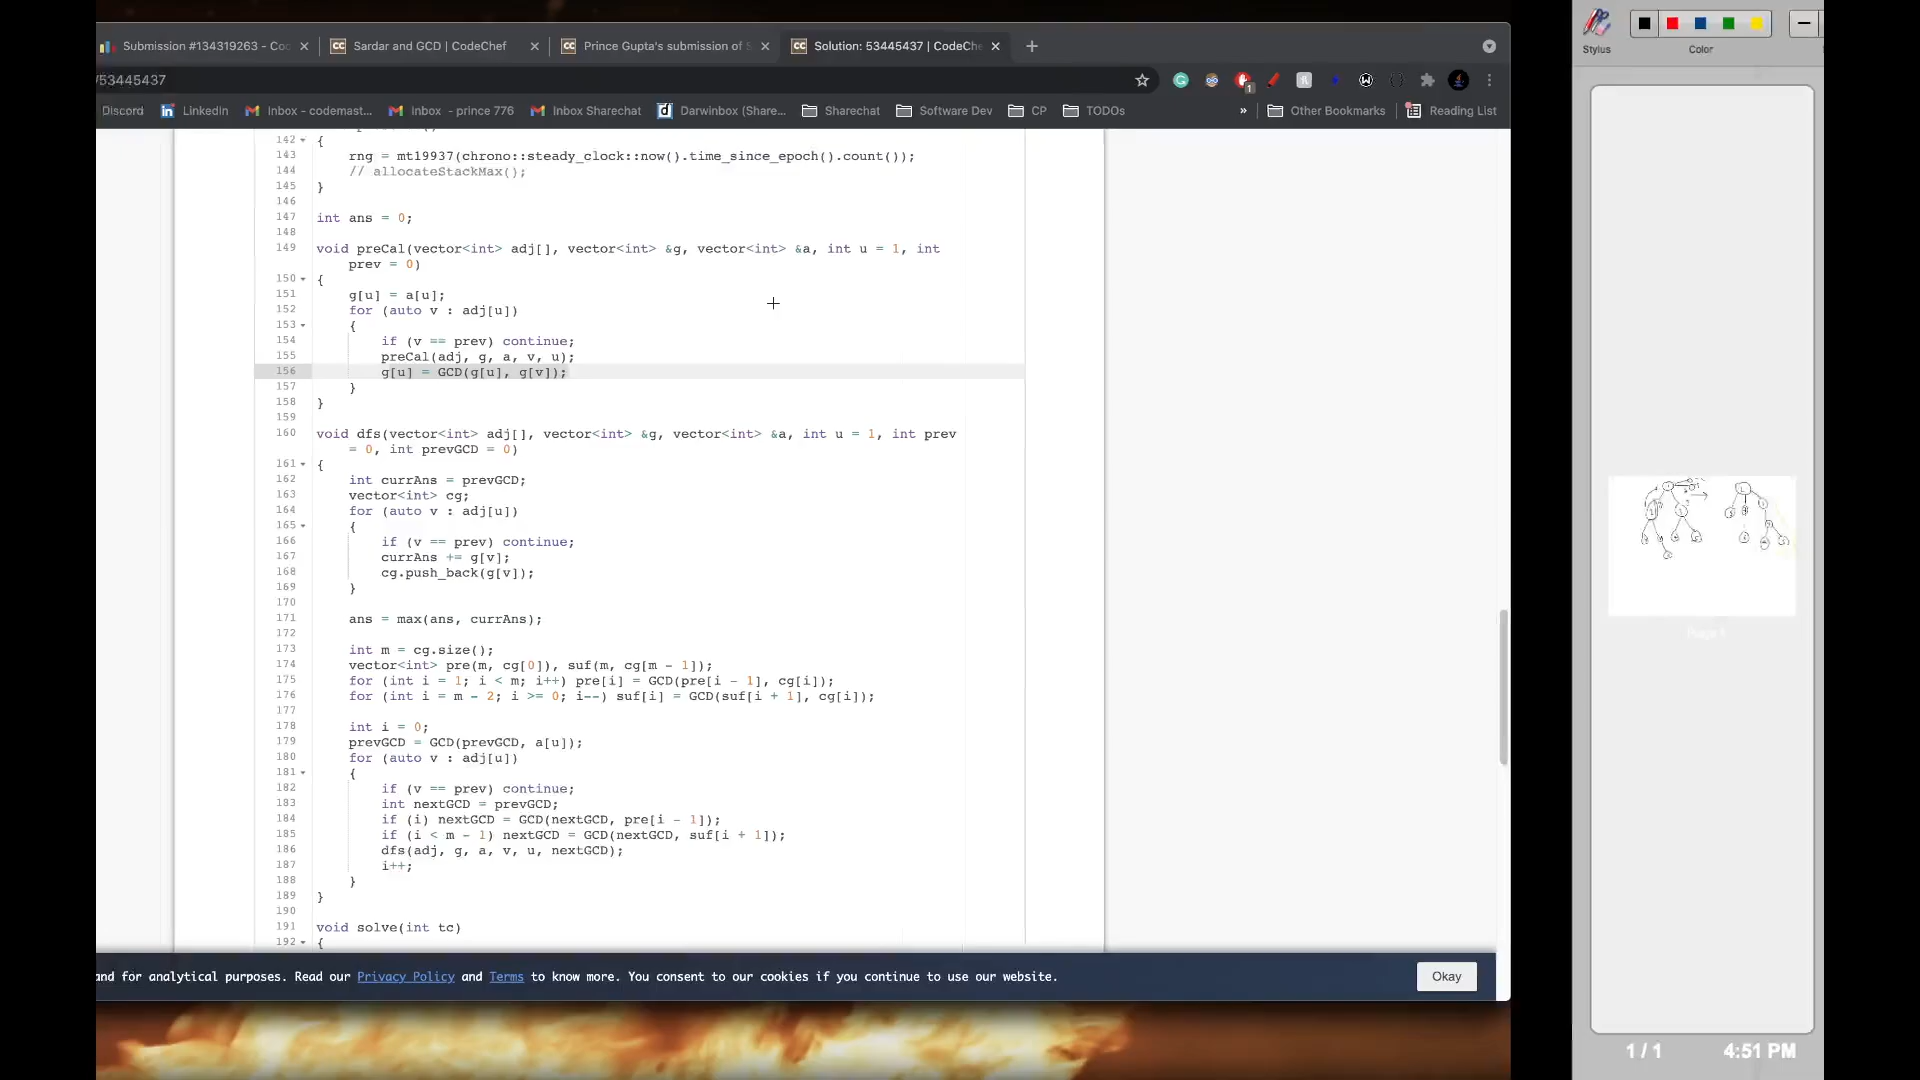 Submission #134319263 - Co
Sardar and GCD | CodeChef
Prince Gupta's submission of S
Solution: 53445437 | CodeChe
Stylus
Color
/53445437
Discord
LinkedIn
Inbox - codemast...
Inbox - prince 776
Inbox Sharechat
Darwinbox (Share...
Sharechat
Software Dev
CP
TODOs
»
Other Bookmarks
Reading List
142 {
143 rng = mt19937(chrono::steady_clock::now().time_since_epoch().count());
144 // allocateStackMax();
145 }
146
147 int ans = 0;
148
149 void preCal(vector<int> adj[], vector<int> &g, vector<int> &a, int u = 1, int
prev = 0)
150 {
151 g[u] = a[u];
152 for (auto v : adj[u])
153 {
154 if (v == prev) continue;
155 preCal(adj, g, a, v, u);
156 g[u] = GCD(g[u], g[v]);
157 }
158 }
159
160 void dfs(vector<int> adj[], vector<int> &g, vector<int> &a, int u = 1, int prev
= 0, int prevGCD = 0)
161 {
162 int currAns = prevGCD;
163 vector<int> cg;
164 for (auto v : adj[u])
165 {
166 if (v == prev) continue;
167 currAns += g[v];
168 cg.push_back(g[v]);
169 }
170
171 ans = max(ans, currAns);
172
173 int m = cg.size();
174 vector<int> pre(m, cg[0]), suf(m, cg[m - 1]);
175 for (int i = 1; i < m; i++) pre[i] = GCD(pre[i - 1], cg[i]);
176 for (int i = m - 2; i >= 0; i--) suf[i] = GCD(suf[i + 1], cg[i]);
177
178 int i = 0;
179 prevGCD = GCD(prevGCD, a[u]);
180 for (auto v : adj[u])
181 {
182 if (v == prev) continue;
183 int nextGCD = prevGCD;
184 if (i) nextGCD = GCD(nextGCD, pre[i - 1]);
185 if (i < m - 1) nextGCD = GCD(nextGCD, suf[i + 1]);
186 dfs(adj, g, a, v, u, nextGCD);
187 i++;
188 }
189 }
190
191 void solve(int tc)
192 {
and for analytical purposes. Read our Privacy Policy and Terms to know more. You consent to our cookies if you continue to use our website.
Okay
Page 1
1 / 1
4:51 PM